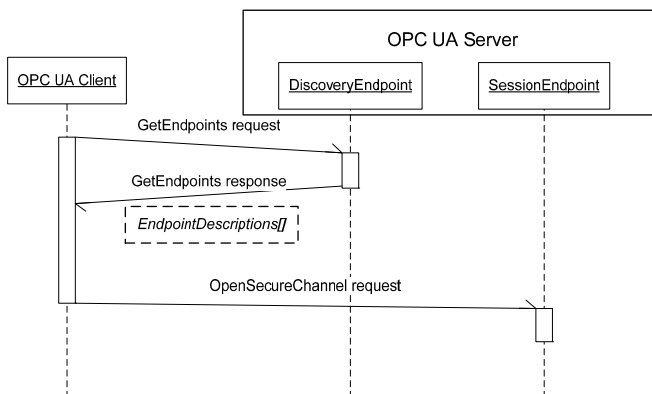 OPC UA Server
OPC UA Client
DiscoveryEndpoint
SessionEndpoint
GetEndpoints request
GetEndpoints response
EndpointDescriptions[]
OpenSecureChannel request